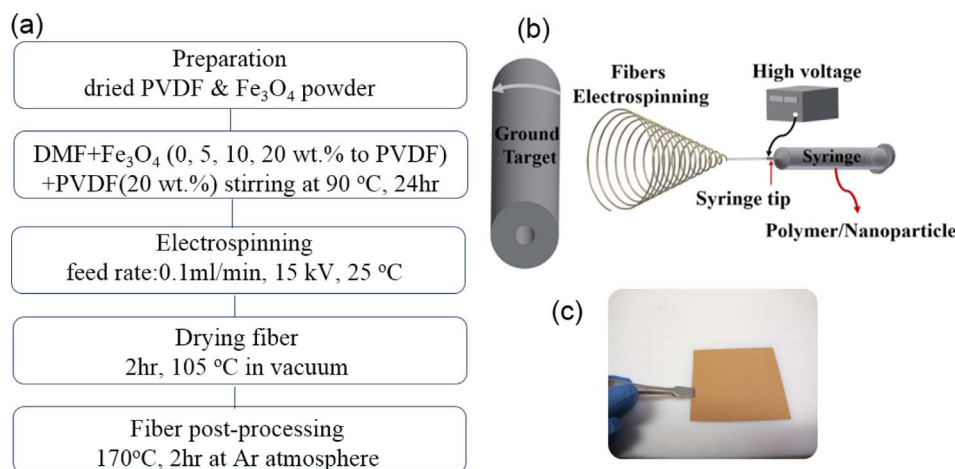 (a)
Preparation
dried PVDF & Fe₃O₄ powder
DMF+Fe₃O₄ (0, 5, 10, 20 wt.% to PVDF)
+PVDF(20 wt.%) stirring at 90 °C, 24hr
Electrospinning
feed rate:0.1ml/min, 15 kV, 25 °C
Drying fiber
2hr, 105 °C in vacuum
Fiber post-processing
170°C, 2hr at Ar atmosphere
(b)
Fibers
Electrospinning
High voltage
Ground
Target
Syringe
Syringe tip
Polymer/Nanoparticle
(c)